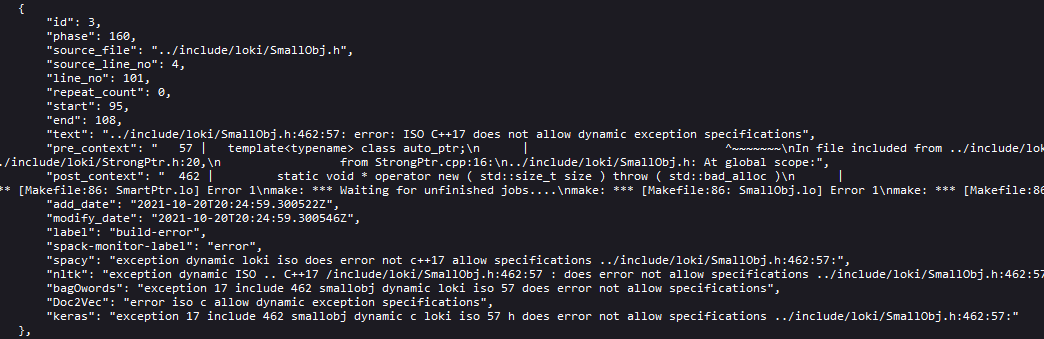 {
"id": 3,
"phase": 160,
"source_file": "../include/loki/SmallObj.h",
"source_line_no": 4,
"line_no": 101,
"repeat_count": 0,
"start": 95,
"end": 108,
"text": "../include/loki/SmallObj.h:462:57: error: ISO C++17 does not allow dynamic exception specifications",
"pre_context": "   57 |   template<typename> class auto_ptr;\n      |                            ^~~~~~~~\nIn file included from ../include/lok
./include/loki/StrongPtr.h:20,\n                 from StrongPtr.cpp:16:\n../include/loki/SmallObj.h: At global scope:",
"post_context": "  462 |         static void * operator new ( std::size_t size ) throw ( std::bad_alloc )\n      |
** [Makefile:86: SmartPtr.lo] Error 1\nmake: *** Waiting for unfinished jobs....\nmake: *** [Makefile:86: SmallObj.lo] Error 1\nmake: *** [Makefile:86
"add_date": "2021-10-20T20:24:59.300522Z",
"modify_date": "2021-10-20T20:24:59.300546Z",
"label": "build-error",
"spack-monitor-label": "error",
"spacy": "exception dynamic loki iso does error not c++17 allow specifications ../include/loki/SmallObj.h:462:57:",
"nltk": "exception dynamic ISO .. C++17 /include/loki/SmallObj.h:462:57 : does error not allow specifications ../include/loki/SmallObj.h:462:57
"bagOwords": "exception 17 include 462 smallobj dynamic loki iso 57 does error not allow specifications",
"Doc2Vec": "error iso c allow dynamic exception specifications",
"keras": "exception 17 include 462 smallobj dynamic c loki iso 57 h does error not allow specifications ../include/loki/SmallObj.h:462:57:"
},